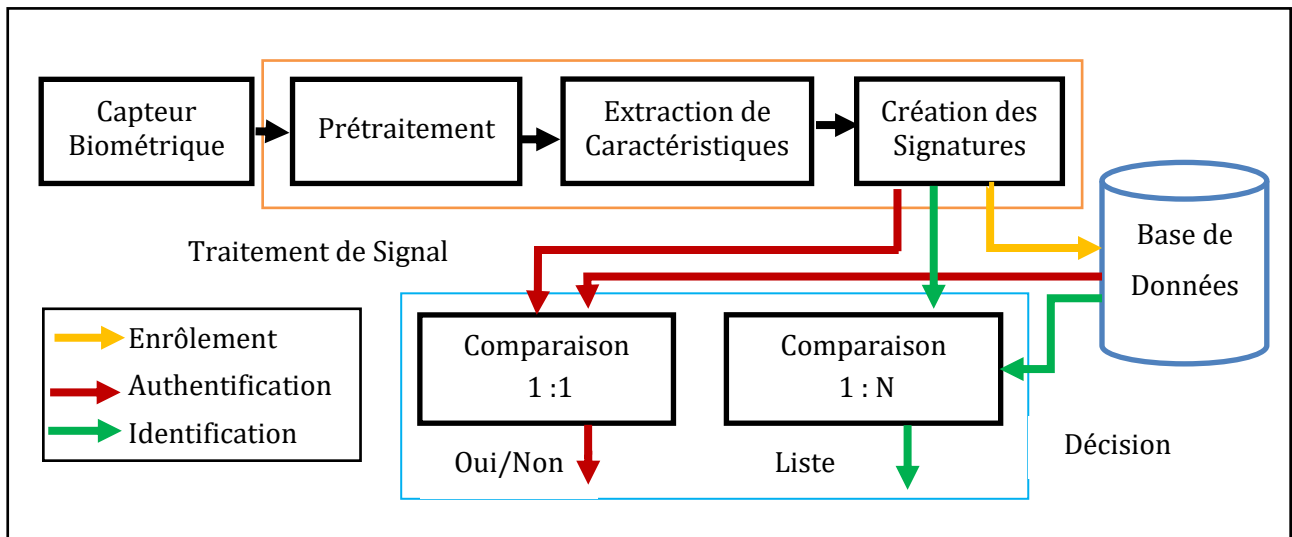 Capteur
Biométrique
Prétraitement
Extraction de
Caractéristiques
Création des
Signatures
Base de
Données
Traitement de Signal
Enrôlement
Authentification
Identification
Comparaison
1 :1
Comparaison
1 : N
Oui/Non
Liste
Décision